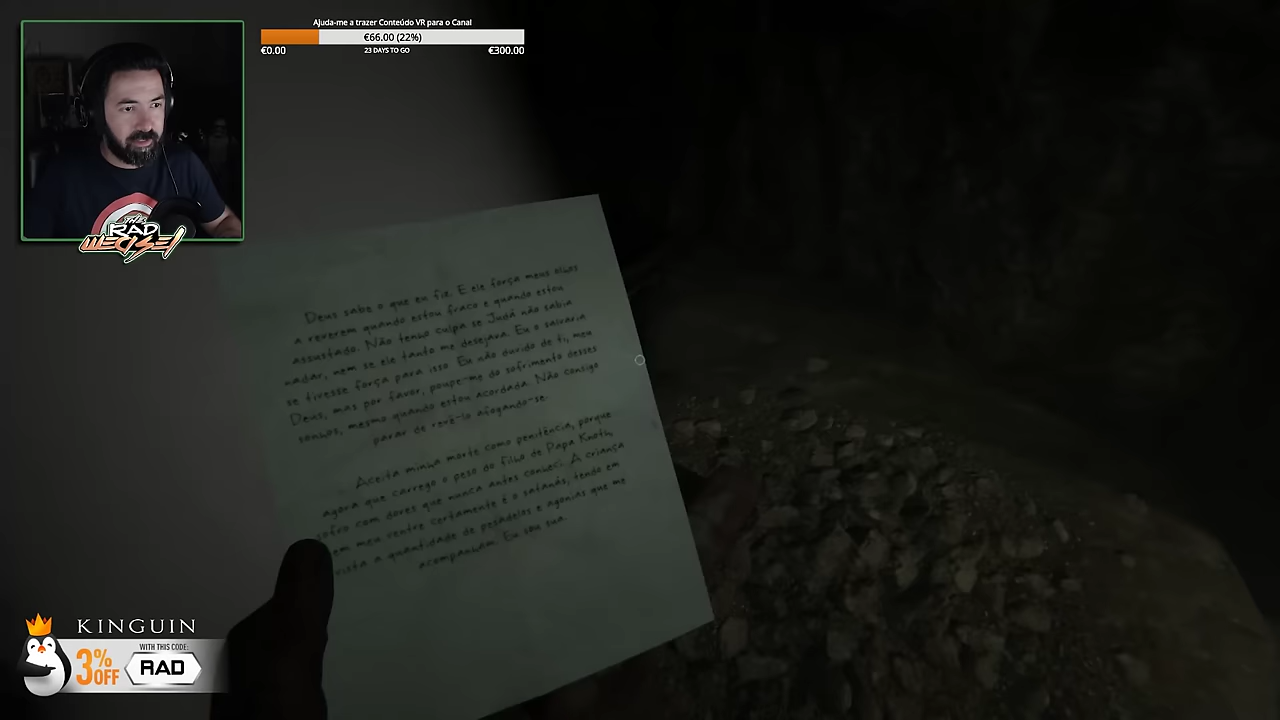 Ajuda-me a trazer Conteúdo VR para o Canal
€66.00 (22%)
€0.00
23 DAYS TO GO
€300.00
THE
RAD
WECISE!
Deus sabe o que eu fiz. E ele força meus olhos
a reverem quando estou fraco e quando estou
assustado. Não tenho culpa se Judá não sabia
nadar, nem se ele tanto me desejara. Eu o salvaria
se tivesse força para isso. Eu não duvido de ti, meu
Deus, mas por favor, poupe-me do sofrimento desses
sonhos, mesmo quando estou acordada. Não consigo
parar de revê-lo afogando-se.
Aceita minha morte como penitência, porque
agora que carrego o peso do filho de Papa Knoth,
sofro com dores que nunca antes conheci. A criança
em meu ventre certamente é o satanás, tendo em
vista a quantidade de pesadelos e agonias que me
acompanham. Eu sou sua.
KINGUIN
3%
OFF
WITH THIS CODE:
RAD